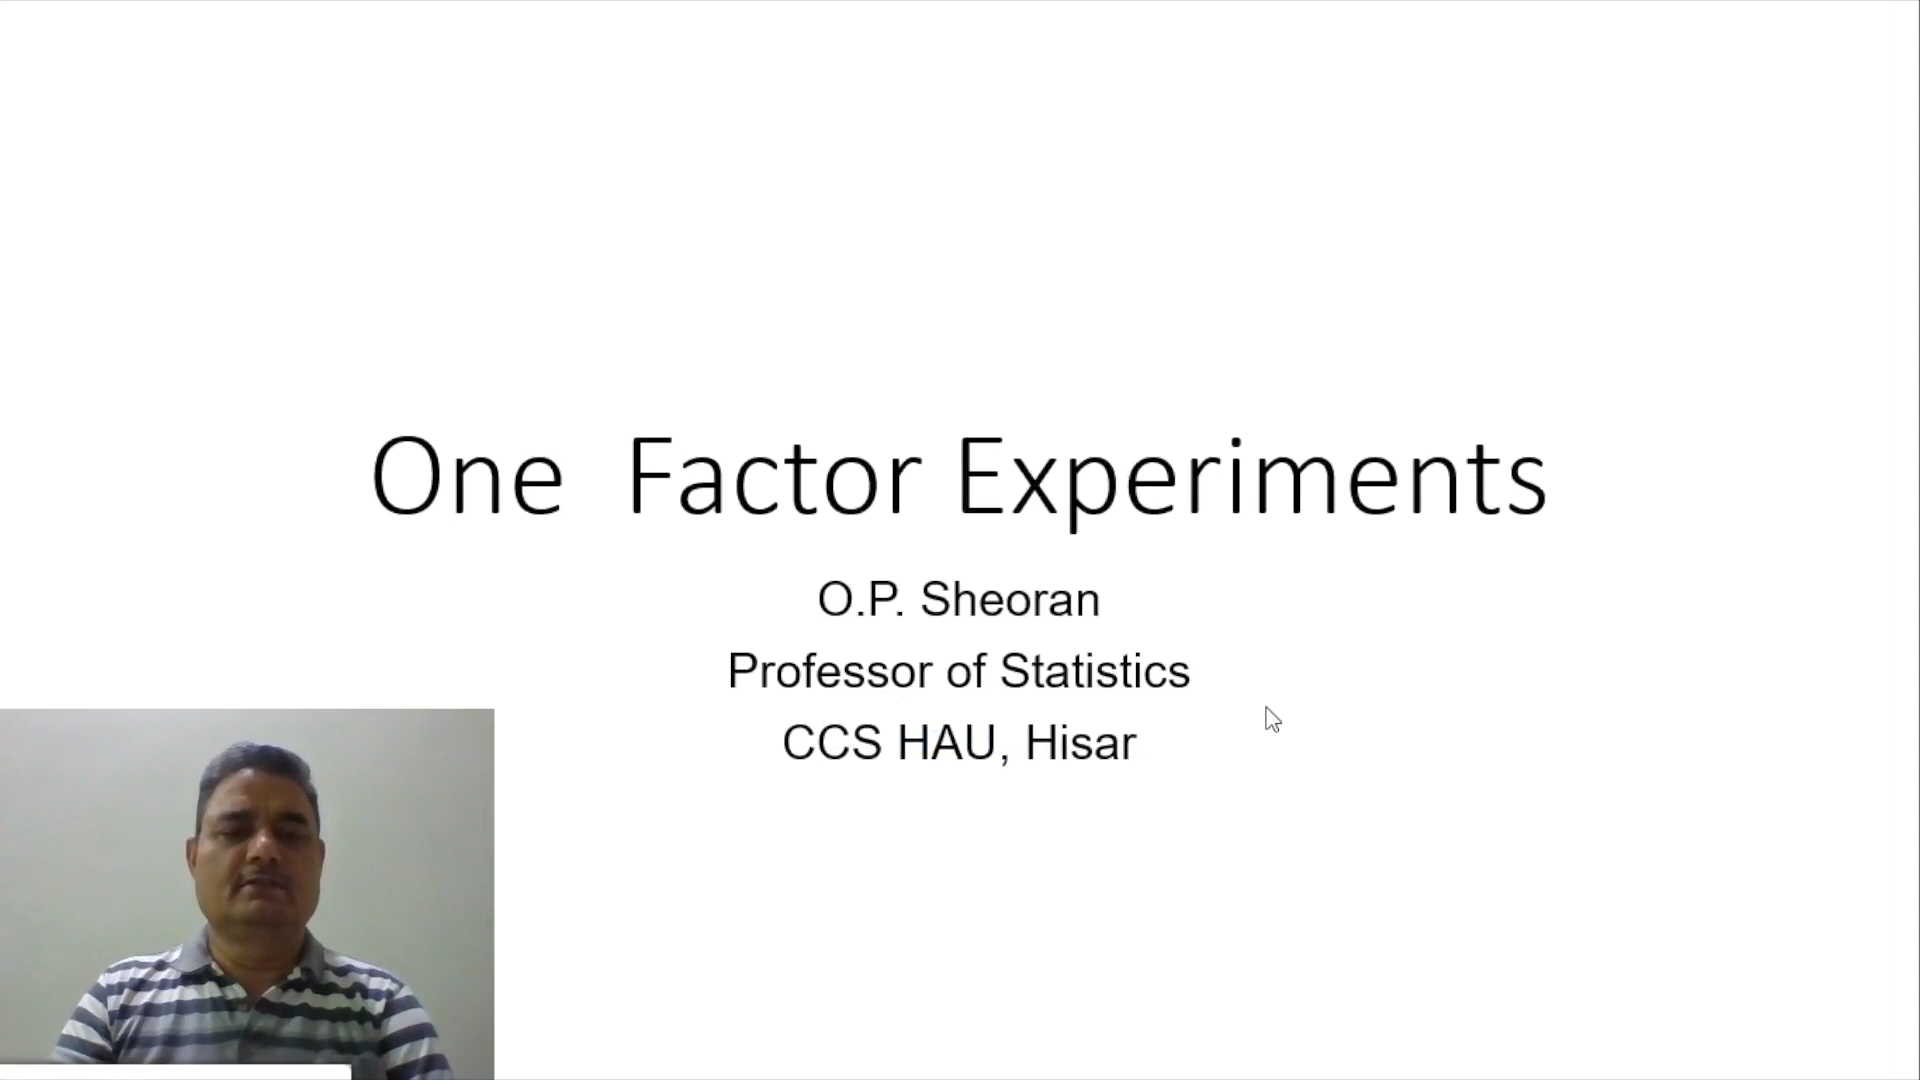 One Factor Experiments
O.P. Sheoran
Professor of Statistics
CCS HAU, Hisar